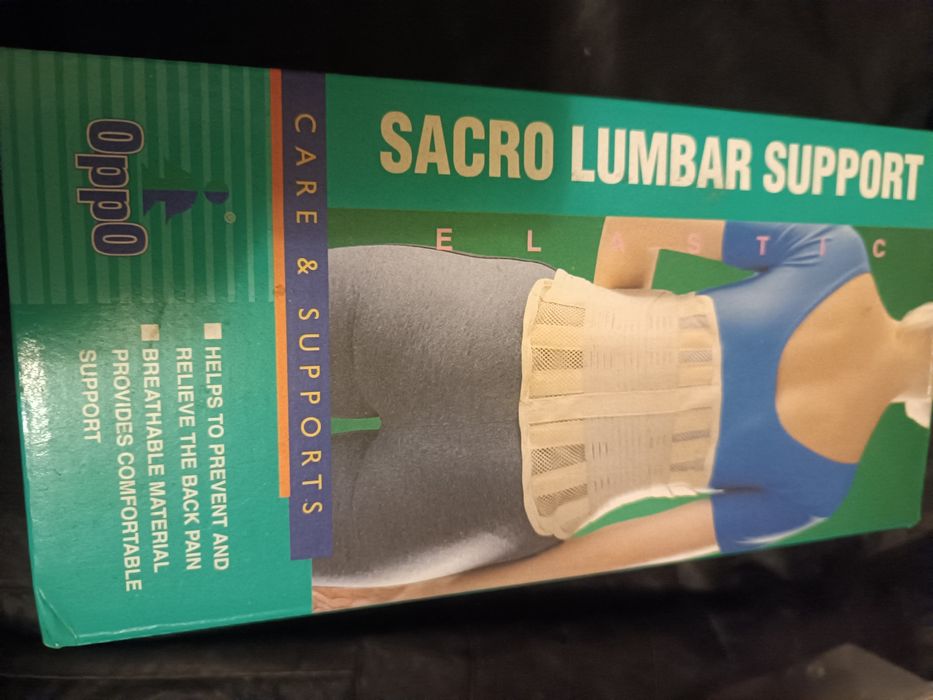 SACRO LUMBAR SUPPORT
ELASTIC
CARE & SUPPORTS
oppo
®
HELPS TO PREVENT AND
RELIEVE THE BACK PAIN
BREATHABLE MATERIAL
PROVIDES COMFORTABLE
SUPPORT